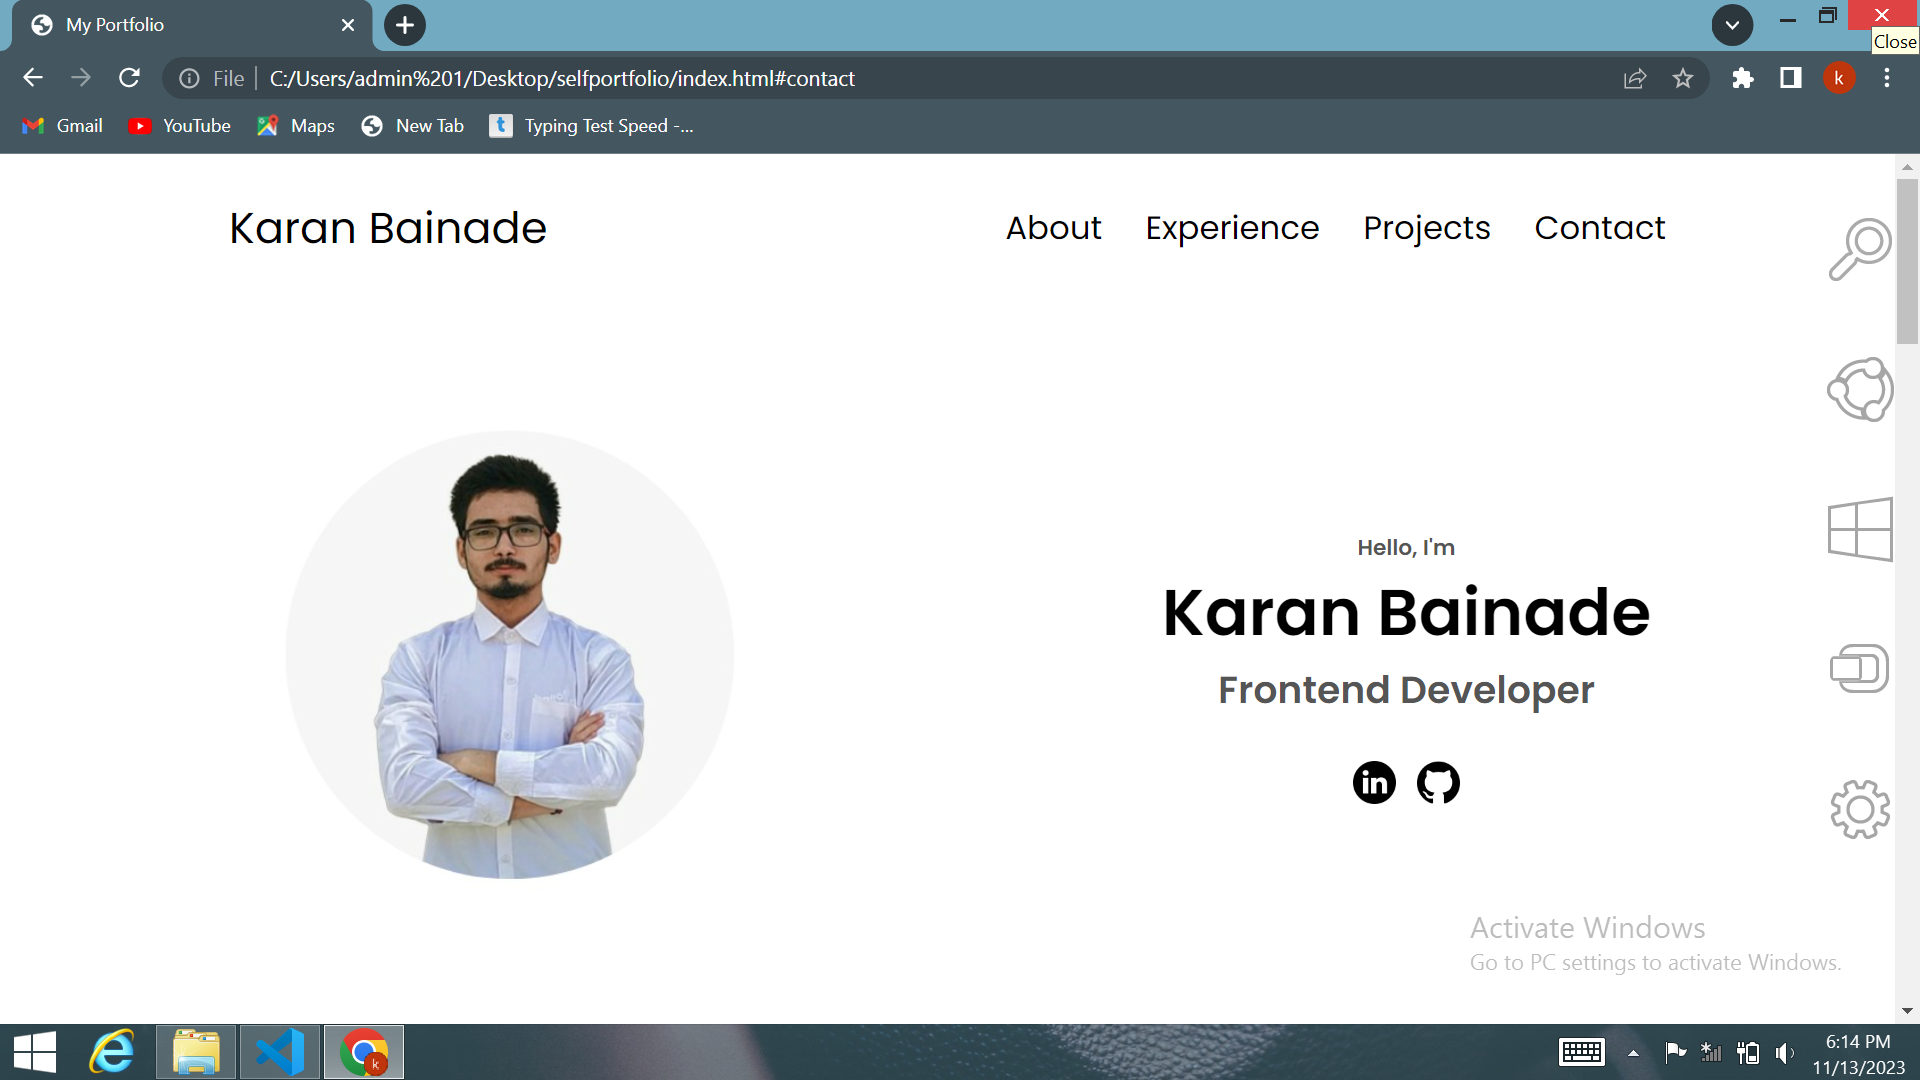 My Portfolio
Close
File
C:/Users/admin%201/Desktop/selfportfolio/index.html#contact
k
Gmail
YouTube
Maps
New Tab
t
Typing Test Speed -...
Karan Bainade
About
Experience
Projects
Contact
Hello, I'm
Karan Bainade
Frontend Developer
in
Activate Windows
Go to PC settings to activate Windows.
k
6:14 PM
11/13/2023